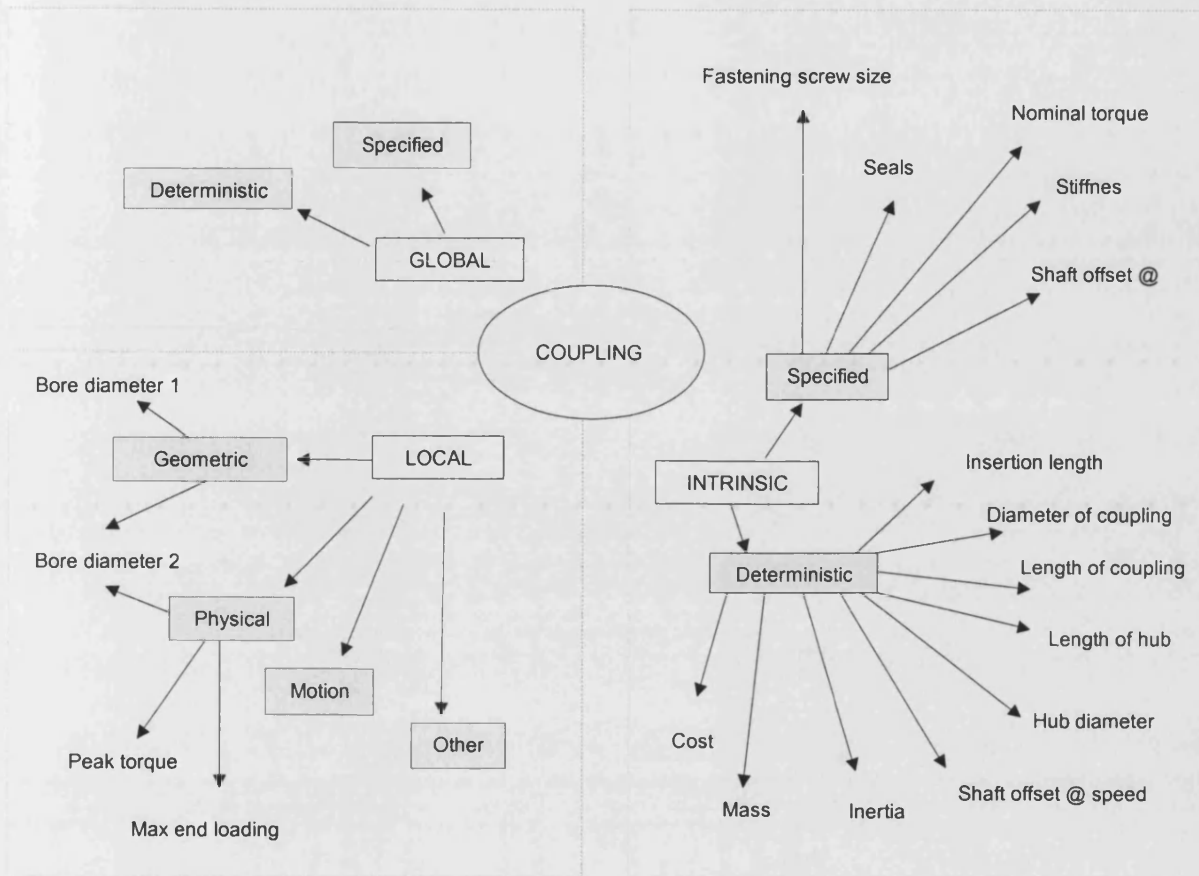 Fastening screw size
Nominal torque
Specified
Seals
Deterministic
Stiffnes
GLOBAL
Shaft offset @
COUPLING
Specified
Bore diameter 1
Geometric
LOCAL
INTRINSIC
Insertion length
Diameter of coupling
Bore diameter 2
Deterministic
Length of coupling
Physical
Length of hub
Motion
Hub diameter
Cost
Other
Peak torque
Shaft offset @ speed
Mass
Inertia
Max end loading